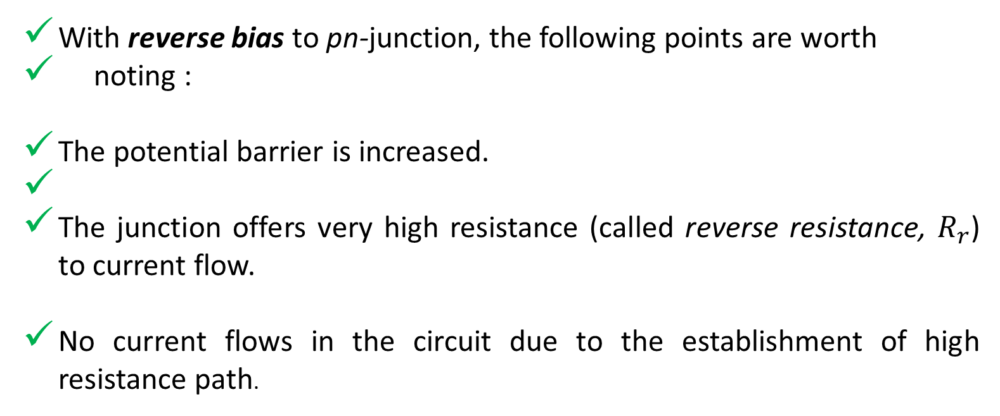 ✓ With reverse bias to pn-junction, the following points are worth
✓ noting :
✓ The potential barrier is increased.
✓
✓ The junction offers very high resistance (called reverse resistance, Rᵣ)
to current flow.
✓ No current flows in the circuit due to the establishment of high
resistance path.